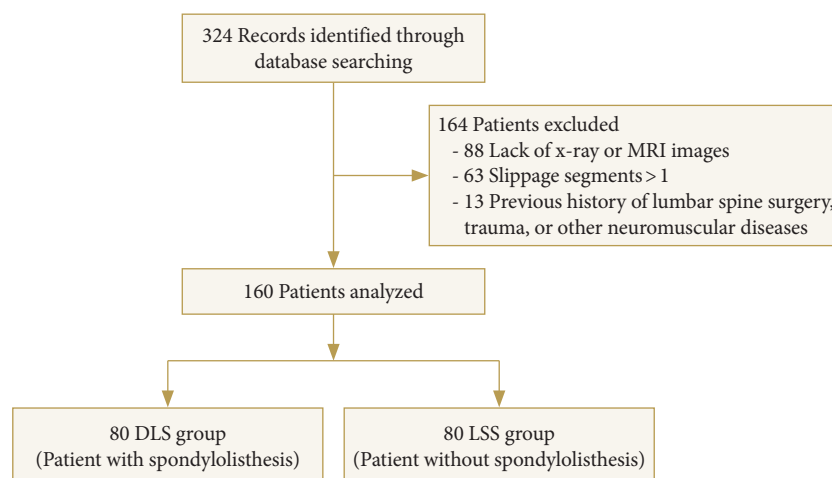 324 Records identified through
database searching
164 Patients excluded
- 88 Lack of x-ray or MRI images
- 63 Slippage segments > 1
- 13 Previous history of lumbar spine surgery,
trauma, or other neuromuscular diseases
160 Patients analyzed
80 DLS group
(Patient with spondylolisthesis)
80 LSS group
(Patient without spondylolisthesis)